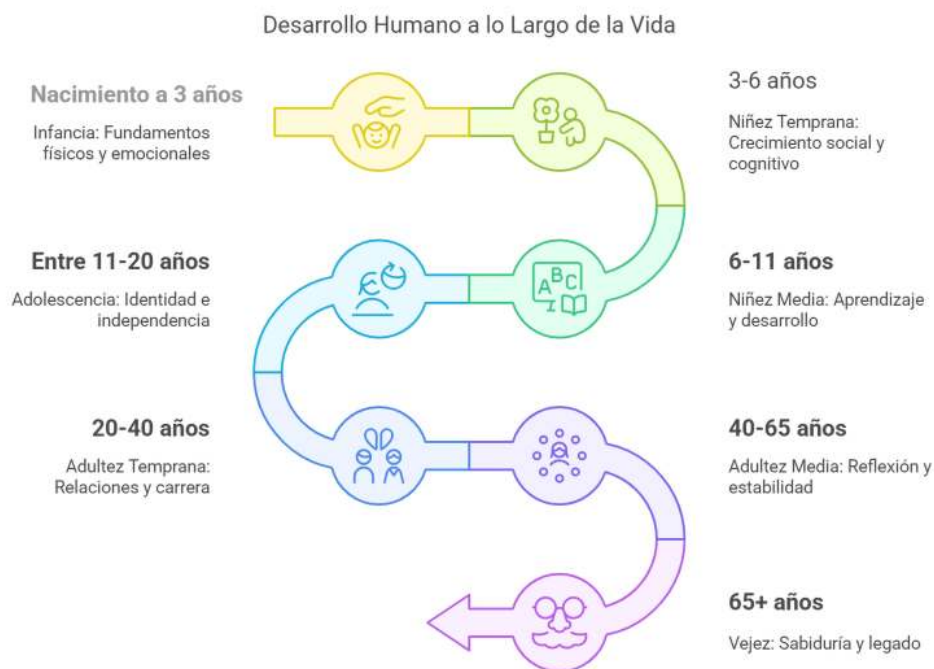 Desarrollo Humano a lo Largo de la Vida
Nacimiento a 3 años
Infancia: Fundamentos
físicos y emocionales
3-6 años
Niñez Temprana:
Crecimiento social y
cognitivo
6-11 años
Niñez Media: Aprendizaje
y desarrollo
ABC
Entre 11-20 años
Adolescencia: Identidad e
independencia
20-40 años
Adultez Temprana:
Relaciones y carrera
40-65 años
Adultez Media: Reflexión y
estabilidad
65+ años
Vejez: Sabiduría y legado